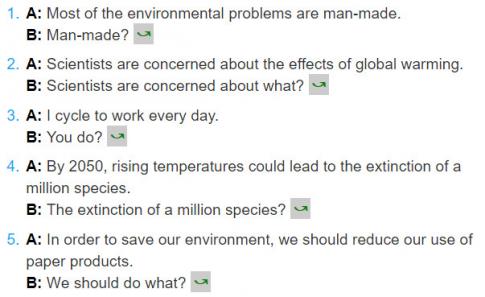 1. A: Most of the environmental problems are man-made.
B: Man-made?
2. A: Scientists are concerned about the effects of global warming.
B: Scientists are concerned about what?
3. A: I cycle to work every day.
B: You do?
4. A: By 2050, rising temperatures could lead to the extinction of a
million species.
B: The extinction of a million species?
5. A: In order to save our environment, we should reduce our use of
paper products.
B: We should do what?